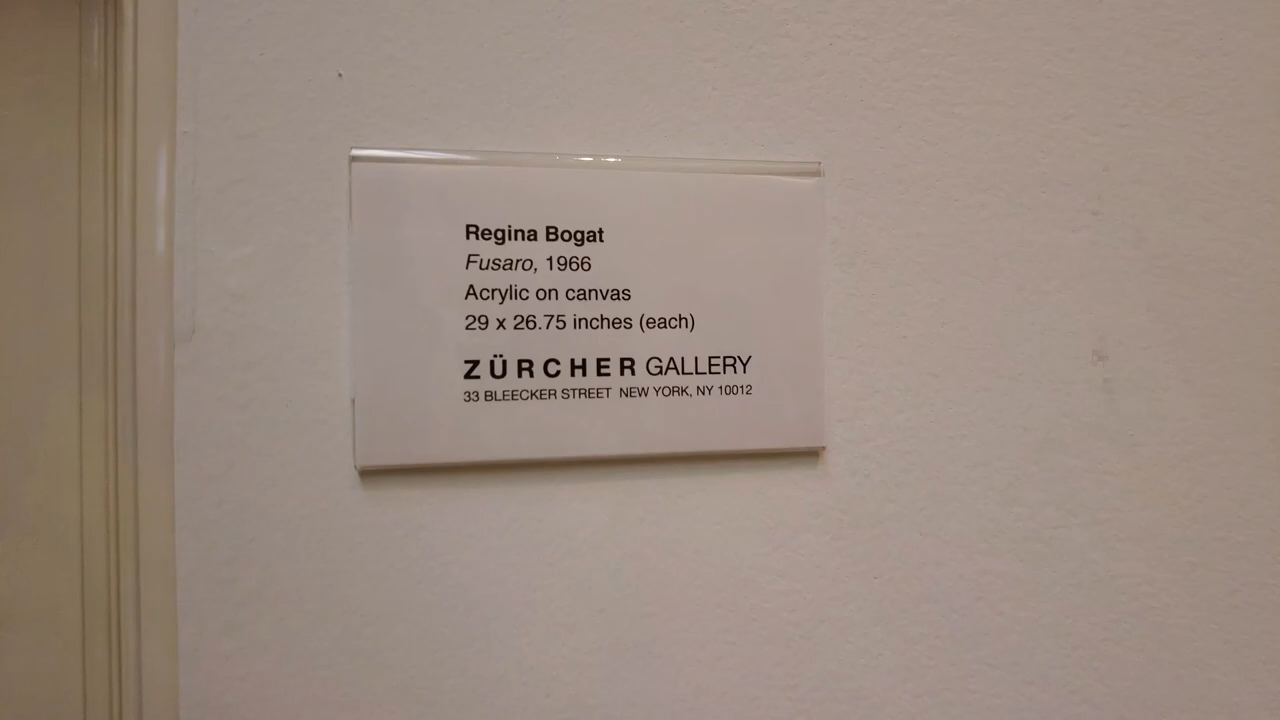 Regina Bogat
Fusaro, 1966
Acrylic on canvas
29 x 26.75 inches (each)
ZÜRCHER GALLERY
33 BLEECKER STREET NEW YORK, NY 10012